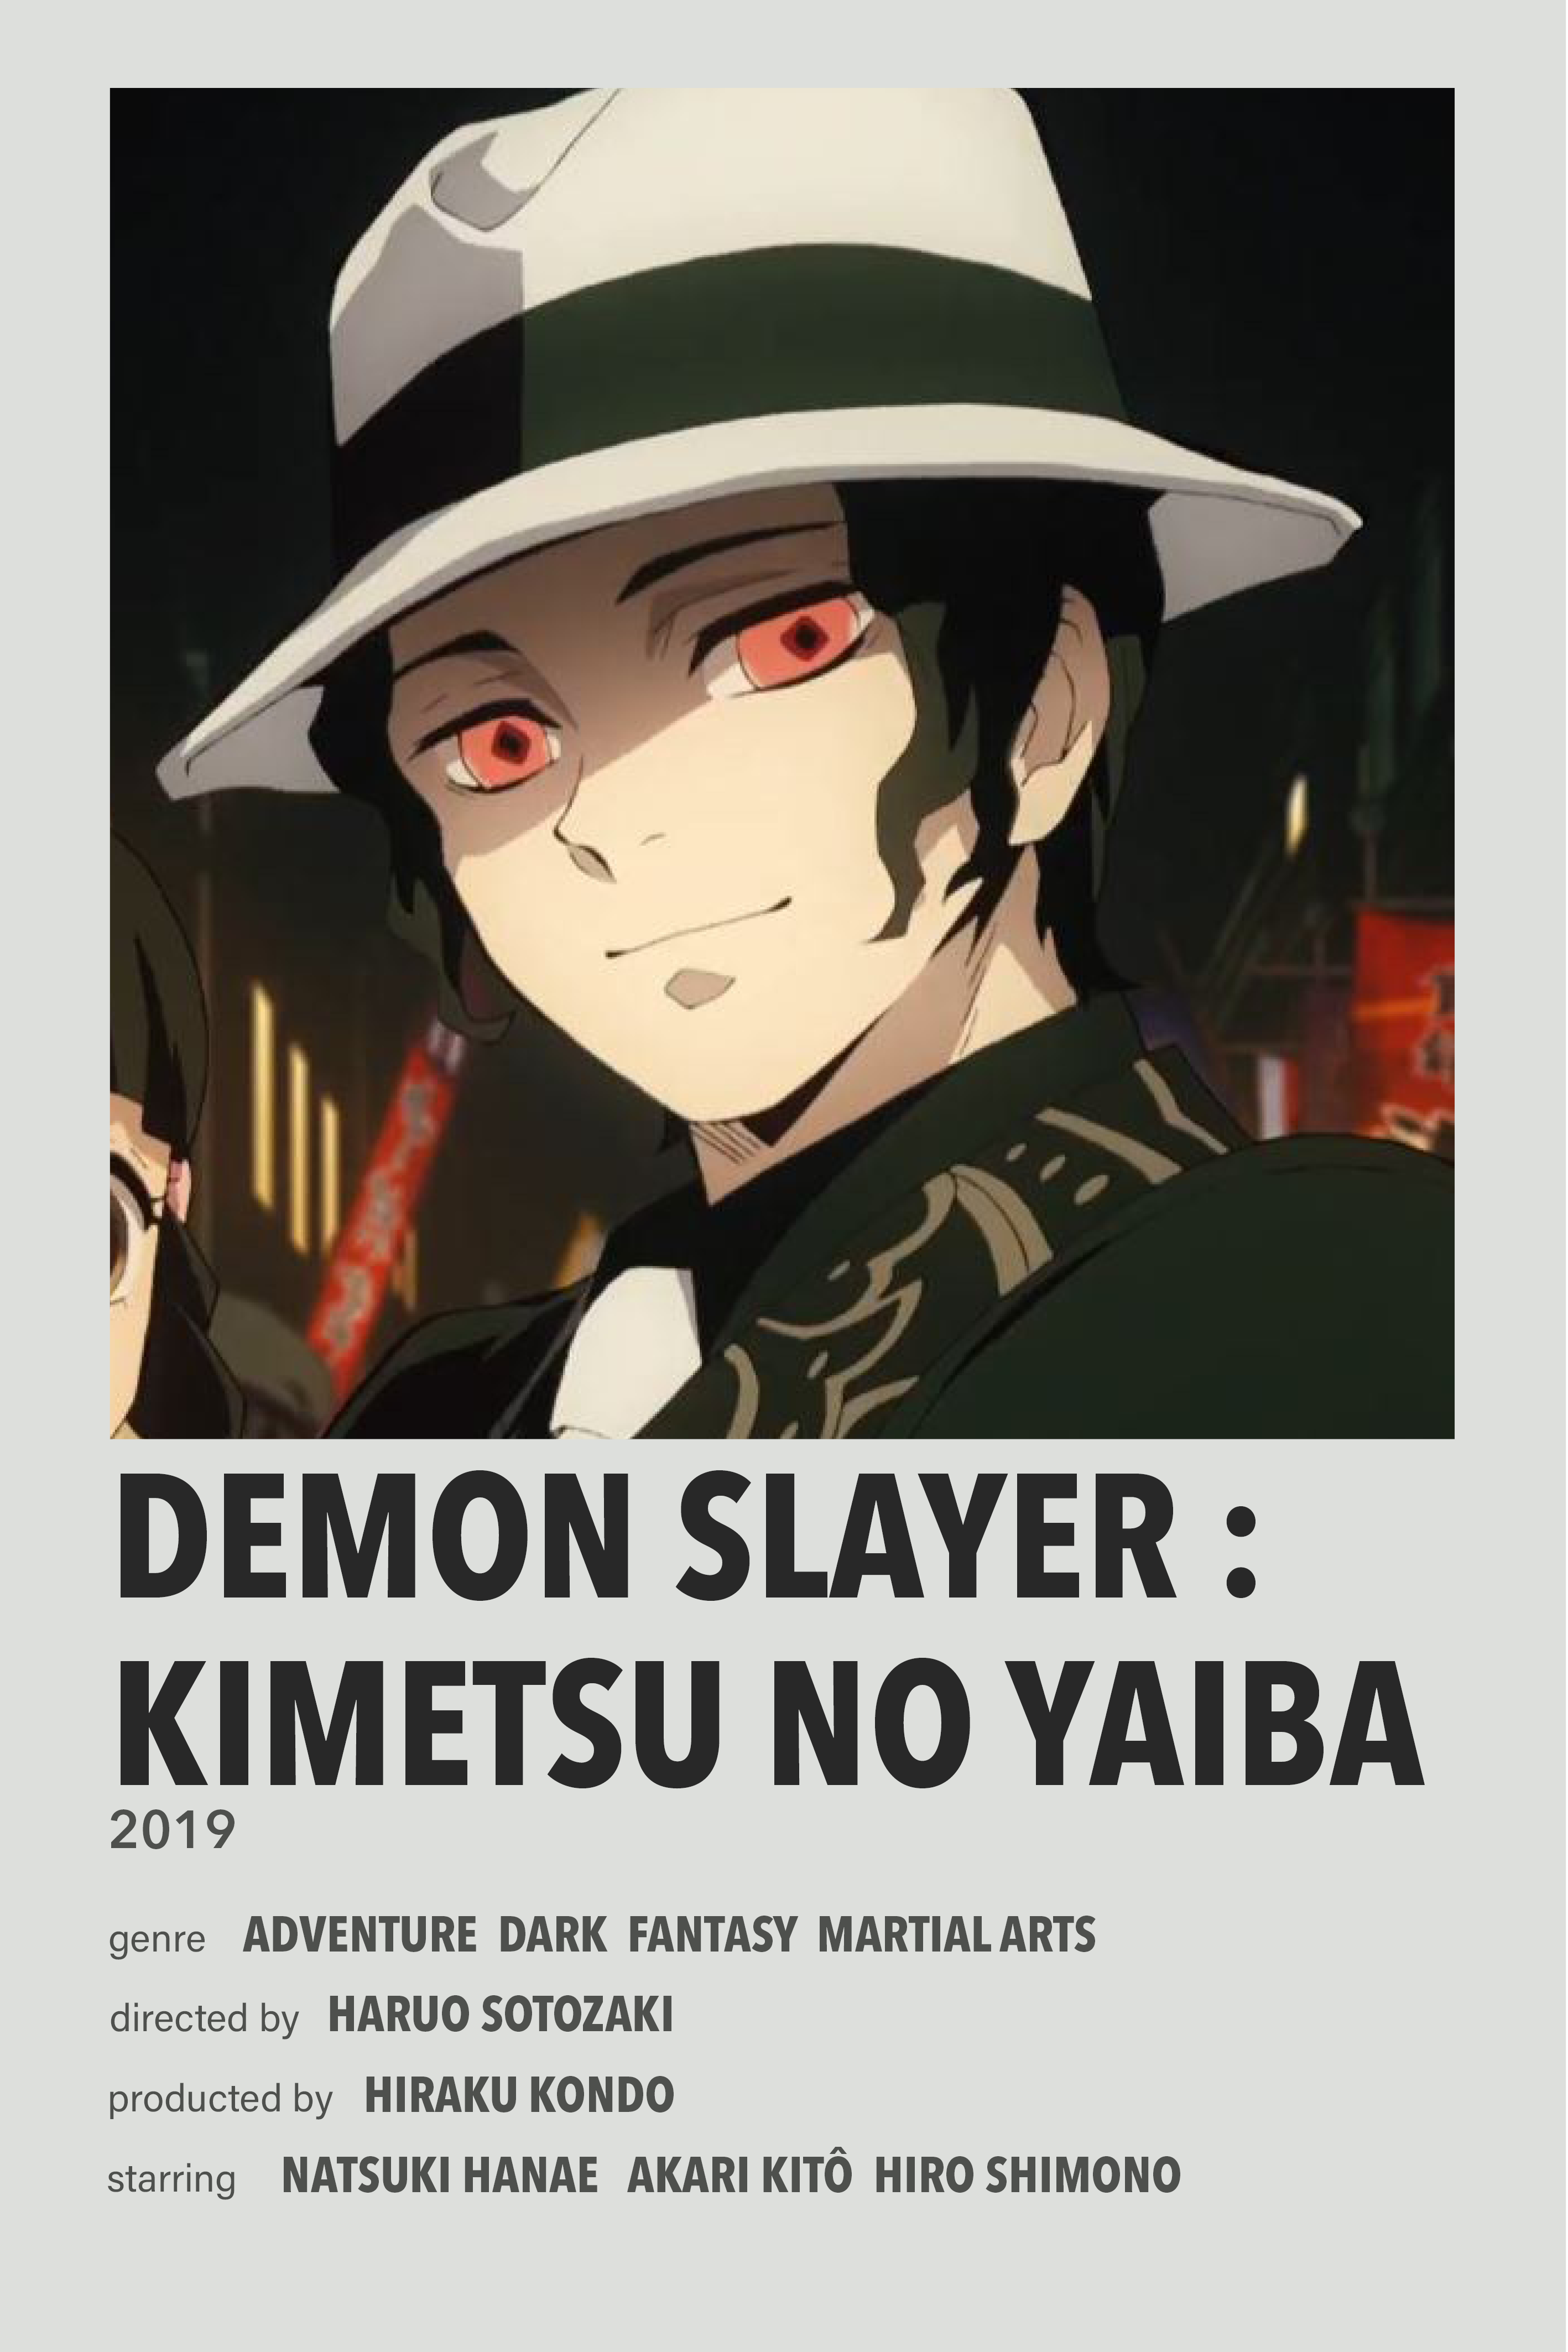 DEMON SLAYER :
KIMETSU NO YAIBA
2019
genre ADVENTURE DARK FANTASY MARTIAL ARTS
directed by HARUO SOTOZAKI
producted by HIRAKU KONDO
starring NATSUKI HANAE AKARI KITÔ HIRO SHIMONO